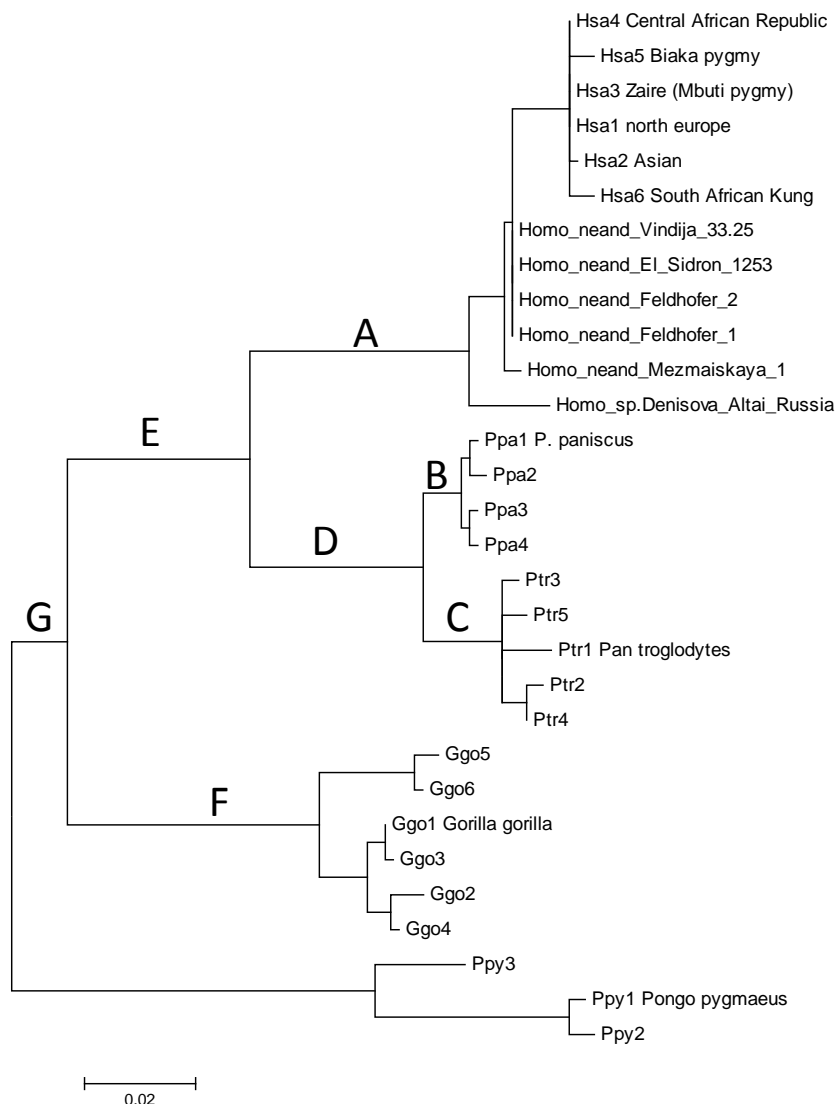 Hsa4 Central African Republic
Hsa5 Biaka pygmy
Hsa3 Zaire (Mbuti pygmy)
Hsa1 north europe
Hsa2 Asian
Hsa6 South African Kung
Homo_neand_Vindija_33.25
Homo_neand_El_Sidron_1253
Homo_neand_Feldhofer_2
Homo_neand_Feldhofer_1
A
Homo_neand_Mezmaiskaya_1
Homo_sp.Denisova_Altai_Russia
E
Ppa1 P. paniscus
B
Ppa2
Ppa3
D
Ppa4
Ptr3
G
C
Ptr5
Ptr1 Pan troglodytes
Ptr2
Ptr4
Ggo5
Ggo6
F
Ggo1 Gorilla gorilla
Ggo3
Ggo2
Ggo4
Ppy3
Ppy1 Pongo pygmaeus
Ppy2
0.02